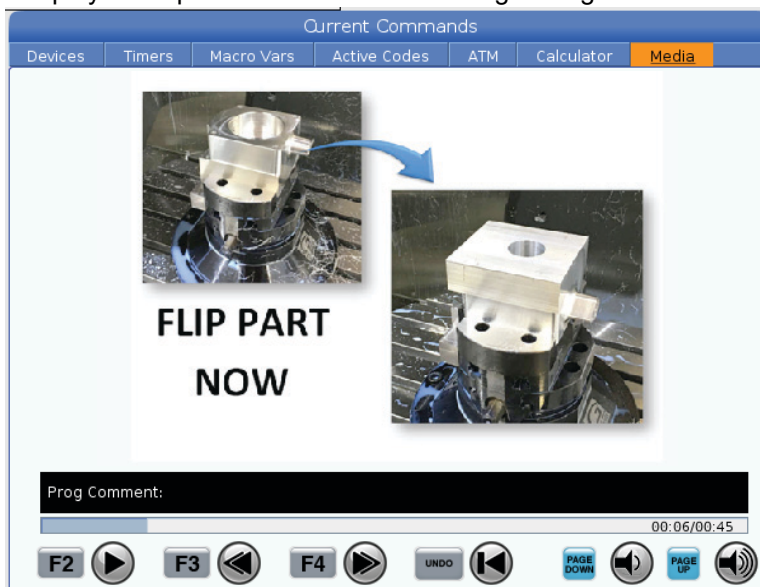 Current Commands
Devices Timers Macro Vars Active Codes ATM Calculator Media
FLIP PART
NOW
Prog Comment:
00:06/00:45
F2 F3 F4 UNDO PAGE DOWN PAGE UP